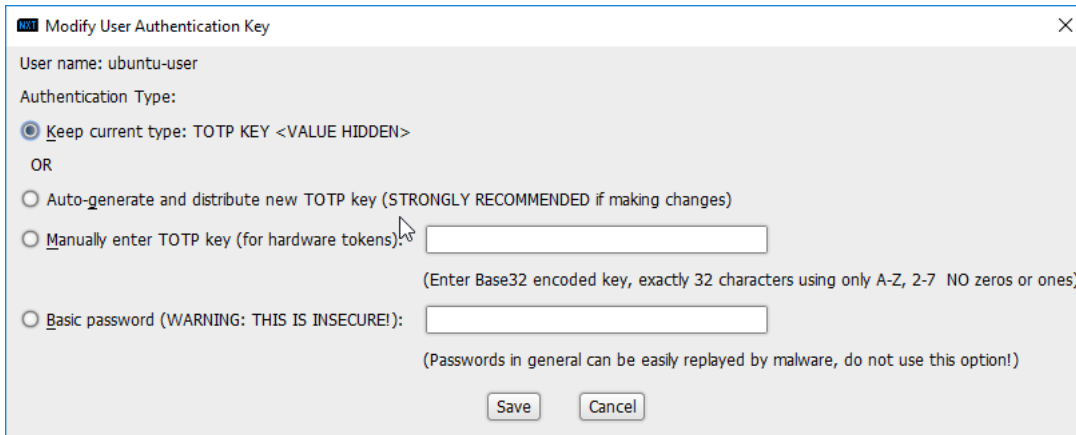 NXT Modify User Authentication Key
User name: ubuntu-user
Authentication Type:
Keep current type: TOTP KEY <VALUE HIDDEN>
OR
Auto-generate and distribute new TOTP key (STRONGLY RECOMMENDED if making changes)
Manually enter TOTP key (for hardware tokens):
(Enter Base32 encoded key, exactly 32 characters using only A-Z, 2-7  NO zeros or ones)
Basic password (WARNING: THIS IS INSECURE!):
(Passwords in general can be easily replayed by malware, do not use this option!)
Save Cancel